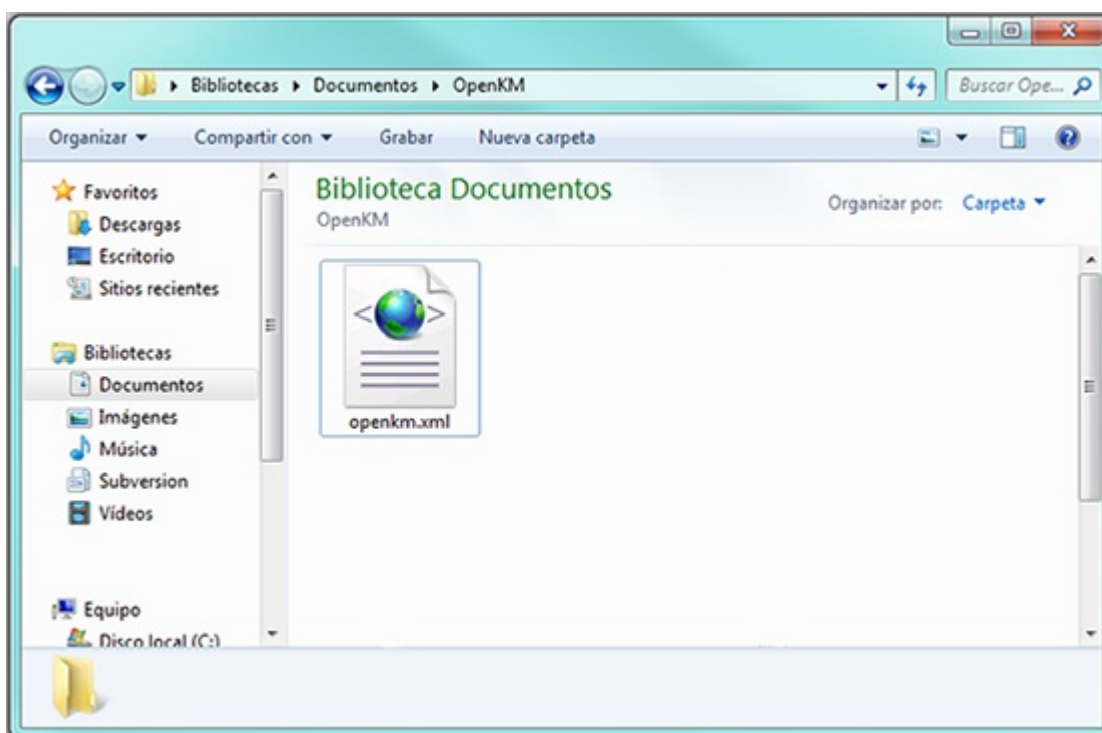 Bibliotecas Documentos OpenKM Buscar Ope...
Organizar Compartir con Grabar Nueva carpeta
Favoritos
Descargas
Escritorio
Sitios recientes
Bibliotecas
Documentos
Imágenes
Música
Subversion
Vídeos
Equipo
Disco local (C:)
Biblioteca Documentos
OpenKM
Organizar por: Carpeta
openkm.xml